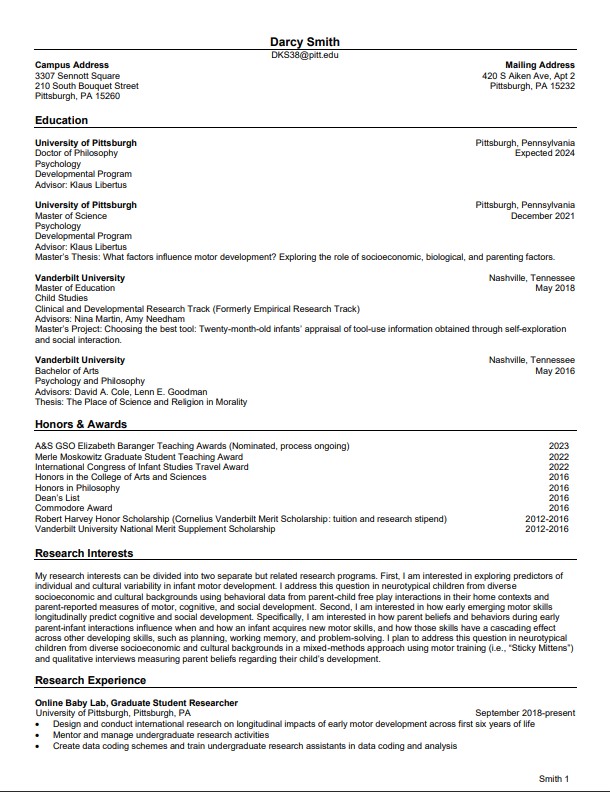 Darcy Smith
DKS38@pitt.edu
Campus Address Mailing Address
3307 Sennott Square 420 S Aiken Ave, Apt 2
210 South Bouquet Street Pittsburgh, PA 15232
Pittsburgh, PA 15260
Education
University of Pittsburgh Pittsburgh, Pennsylvania
Doctor of Philosophy Expected 2024
Psychology
Developmental Program
Advisor: Klaus Libertus
University of Pittsburgh Pittsburgh, Pennsylvania
Master of Science December 2021
Psychology
Developmental Program
Advisor: Klaus Libertus
Master's Thesis: What factors influence motor development? Exploring the role of socioeconomic, biological, and parenting factors.
Vanderbilt University Nashville, Tennessee
Master of Education May 2018
Child Studies
Clinical and Developmental Research Track (Formerly Empirical Research Track)
Advisors: Nina Martin, Amy Needham
Master's Project: Choosing the best tool: Twenty-month-old infants' appraisal of tool-use information obtained through self-exploration
and social interaction.
Vanderbilt University Nashville, Tennessee
Bachelor of Arts May 2016
Psychology and Philosophy
Advisors: David A. Cole, Lenn E. Goodman
Thesis: The Place of Science and Religion in Morality
Honors & Awards
A&S GSO Elizabeth Baranger Teaching Awards (Nominated, process ongoing) 2023
Merle Moskowitz Graduate Student Teaching Award 2022
International Congress of Infant Studies Travel Award 2022
Honors in the College of Arts and Sciences 2016
Honors in Philosophy 2016
Dean's List 2016
Commodore Award 2016
Robert Harvey Honor Scholarship (Cornelius Vanderbilt Merit Scholarship: tuition and research stipend) 2012-2016
Vanderbilt University National Merit Supplement Scholarship 2012-2016
Research Interests
My research interests can be divided into two separate but related research programs. First, I am interested in exploring predictors of
individual and cultural variability in infant motor development. I address this question in neurotypical children from diverse
socioeconomic and cultural backgrounds using behavioral data from parent-child free play interactions in their home contexts and
parent-reported measures of motor, cognitive, and social development. Second, I am interested in how early emerging motor skills
longitudinally predict cognitive and social development. Specifically, I am interested in how parent beliefs and behaviors during early
parent-infant interactions influence when and how an infant acquires new motor skills, and how those skills have a cascading effect
across other developing skills, such as planning, working memory, and problem-solving. I plan to address this question in neurotypical
children from diverse socioeconomic and cultural backgrounds in a mixed-methods approach using motor training (i.e., "Sticky Mittens")
and qualitative interviews measuring parent beliefs regarding their child's development.
Research Experience
Online Baby Lab, Graduate Student Researcher
University of Pittsburgh, Pittsburgh, PA September 2018-present
• Design and conduct international research on longitudinal impacts of early motor development across first six years of life
• Mentor and manage undergraduate research activities
• Create data coding schemes and train undergraduate research assistants in data coding and analysis
Smith 1